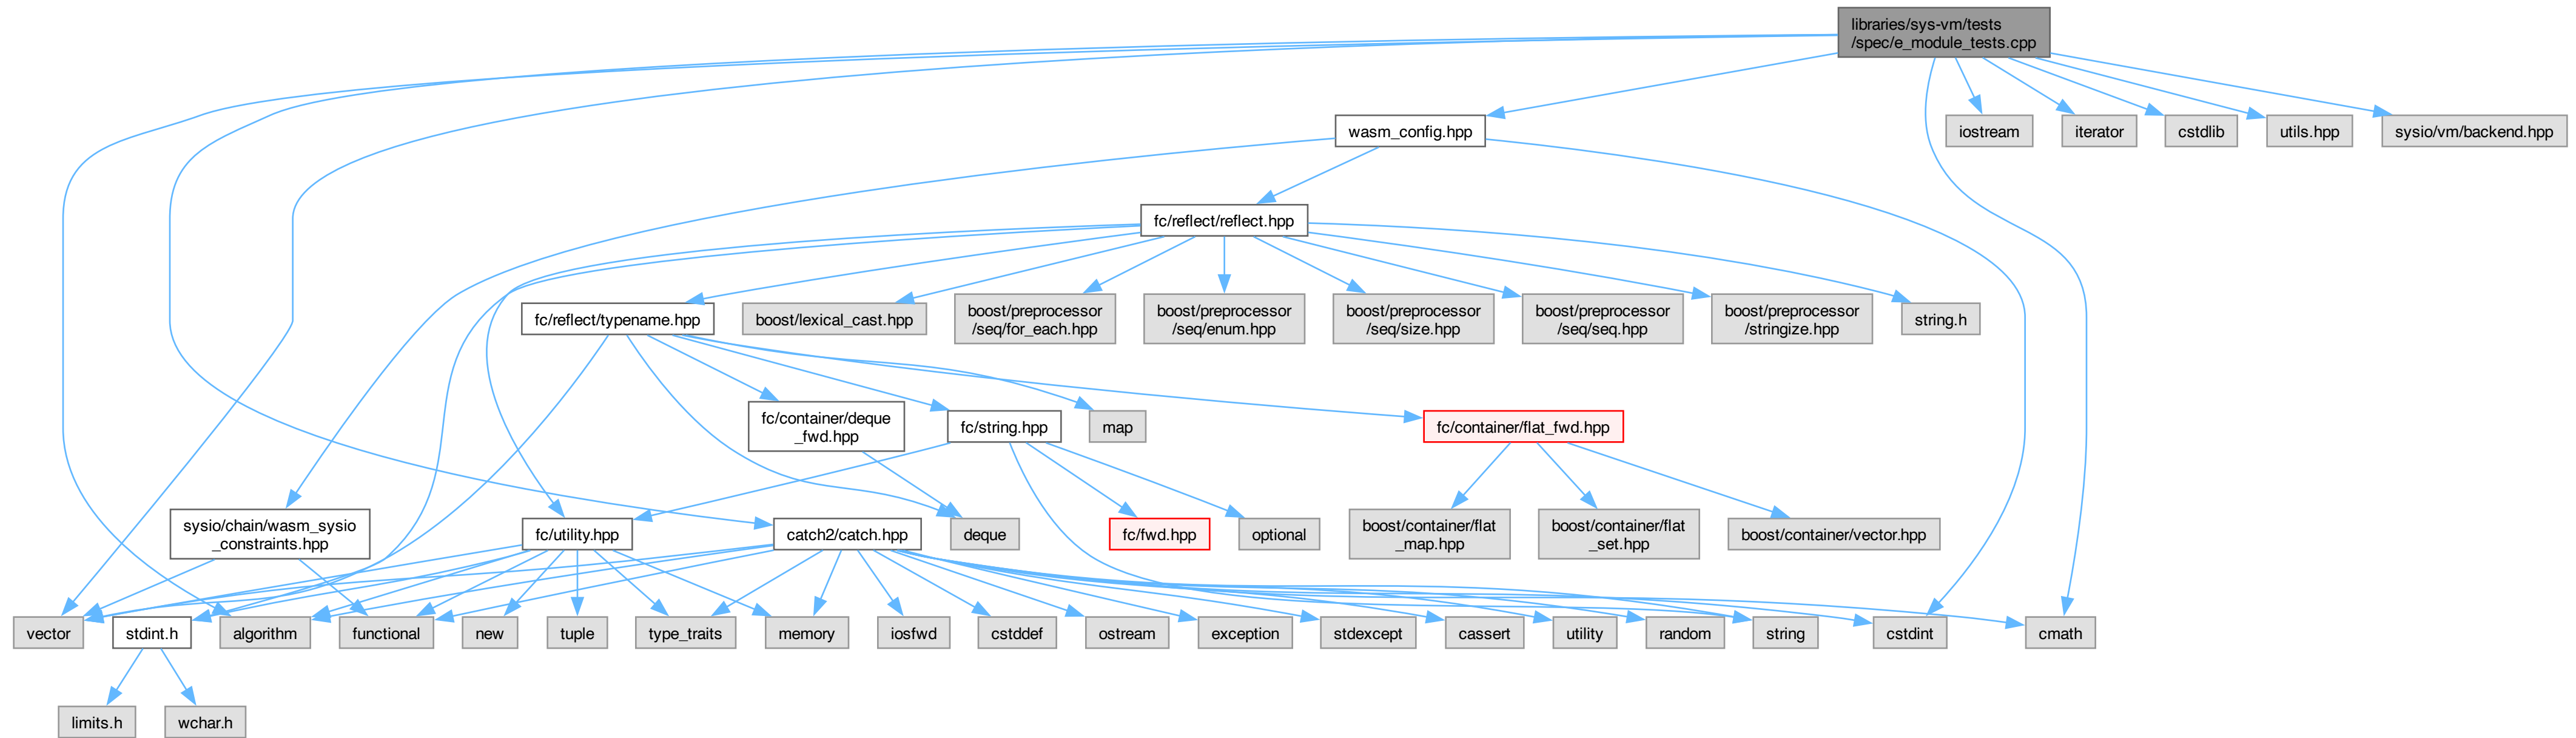 libraries/sys-vm/tests
/spec/e_module_tests.cpp
wasm_config.hpp
iostream
iterator
cstdlib
utils.hpp
sysio/vm/backend.hpp
fc/reflect/reflect.hpp
fc/reflect/typename.hpp
boost/lexical_cast.hpp
boost/preprocessor
/seq/for_each.hpp
boost/preprocessor
/seq/enum.hpp
boost/preprocessor
/seq/size.hpp
boost/preprocessor
/seq/seq.hpp
boost/preprocessor
/stringize.hpp
string.h
fc/container/deque
_fwd.hpp
fc/string.hpp
map
fc/container/flat_fwd.hpp
sysio/chain/wasm_sysio
_constraints.hpp
fc/utility.hpp
catch2/catch.hpp
deque
fc/fwd.hpp
optional
boost/container/flat
_map.hpp
boost/container/flat
_set.hpp
boost/container/vector.hpp
vector
stdint.h
algorithm
functional
new
tuple
type_traits
memory
iosfwd
cstddef
ostream
exception
stdexcept
cassert
utility
random
string
cstdint
cmath
limits.h
wchar.h